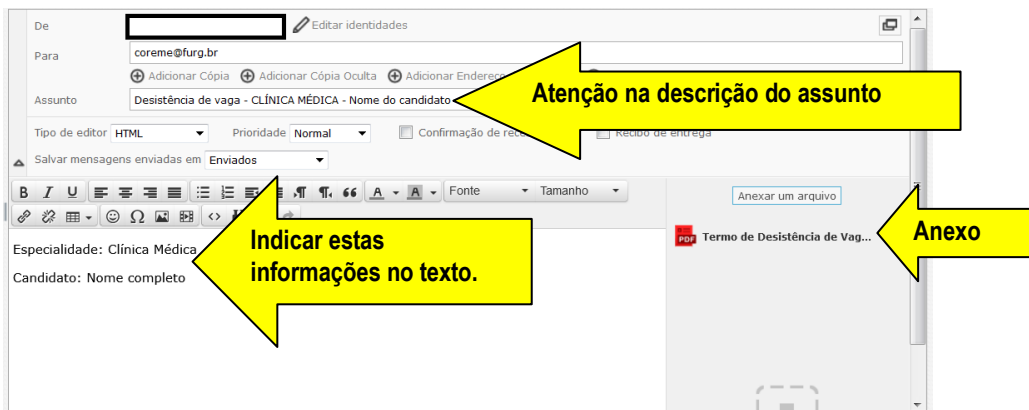 De
Editar identidades
Para
coreme@furg.br
Adicionar Cópia Adicionar Cópia Oculta Adicionar
Assunto
Desistência de vaga - CLÍNICA MÉDICA - Nome do candidato
Atenção na descrição do assunto
Tipo de editor HTML Prioridade Normal Confirmação de Recibo de entrega
Salvar mensagens enviadas em Enviados
B I U A A Fonte Tamanho
Anexar um arquivo
PDF Termo de Desistência de Vag...
Anexo
Especialidade: Clínica Médica
Candidato: Nome completo
Indicar estas
informações no texto.